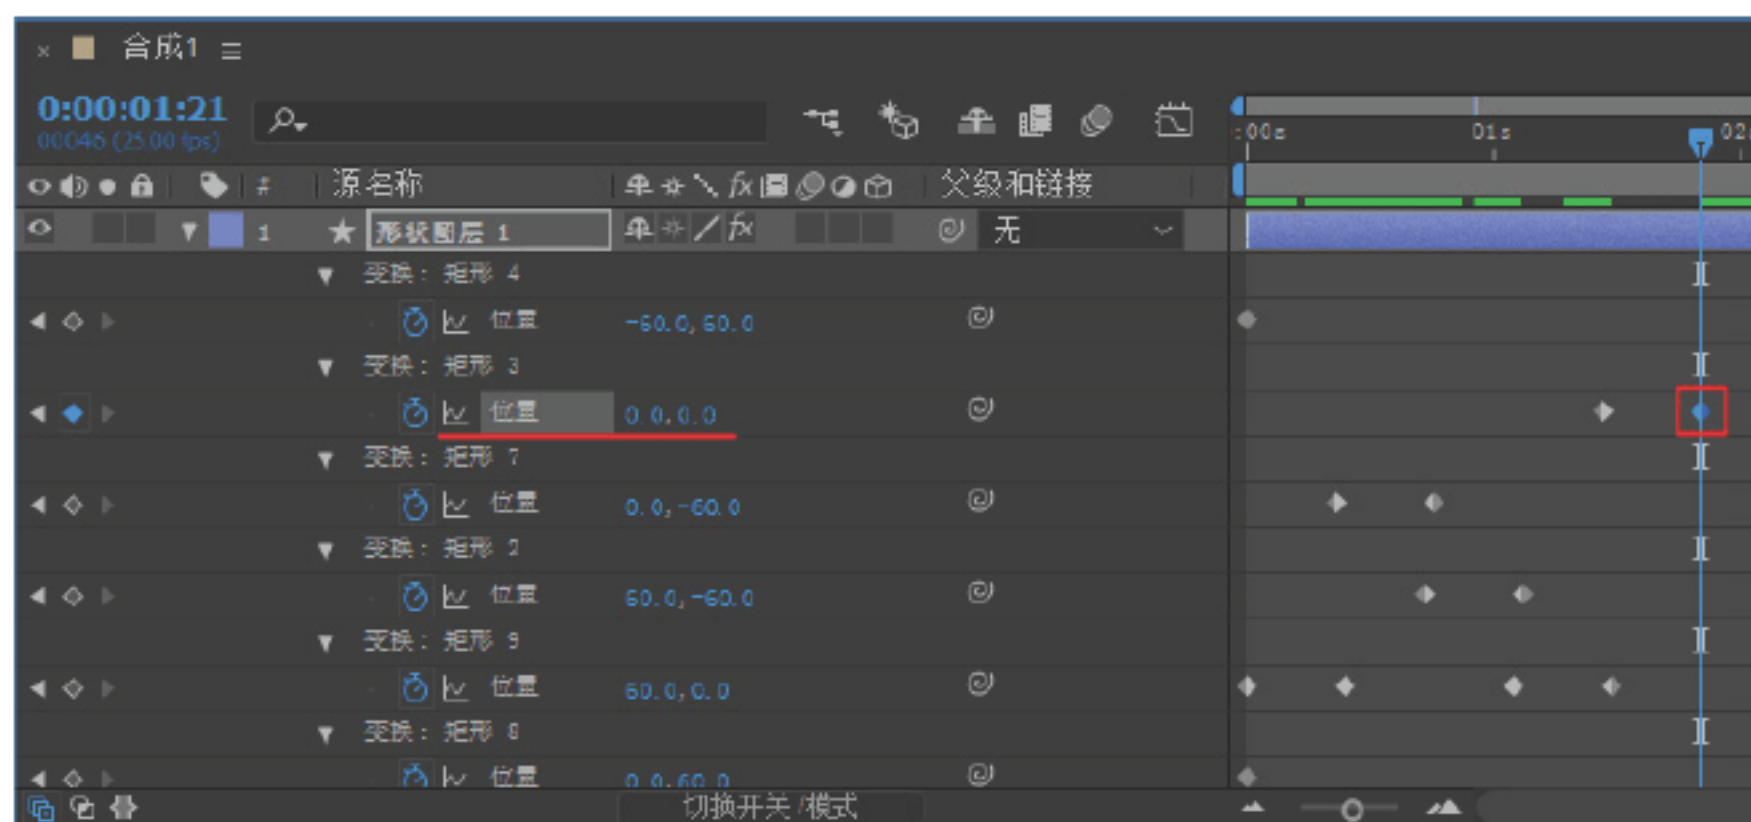 合成1
0:00:01:21
00046 (25.00 fps)
:00s 01s 02
# 源名称 fx 父级和链接
1 形状图层 1 fx 无
变换: 矩形 4
位置 -60.0,60.0
变换: 矩形 3
位置 0.0,0.0
变换: 矩形 7
位置 0.0,-60.0
变换: 矩形 2
位置 60.0,-60.0
变换: 矩形 9
位置 60.0,0.0
变换: 矩形 8
位置 0.0,60.0
切换开关/模式